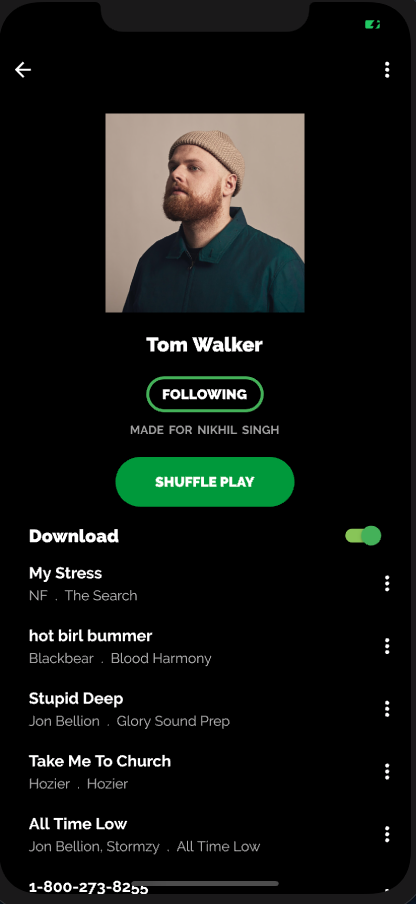 Tom Walker
FOLLOWING
MADE FOR NIKHIL SINGH
SHUFFLE PLAY
Download
My Stress
NF . The Search
hot birl bummer
Blackbear . Blood Harmony
Stupid Deep
Jon Bellion . Glory Sound Prep
Take Me To Church
Hozier . Hozier
All Time Low
Jon Bellion, Stormzy . All Time Low
1-800-273-8255